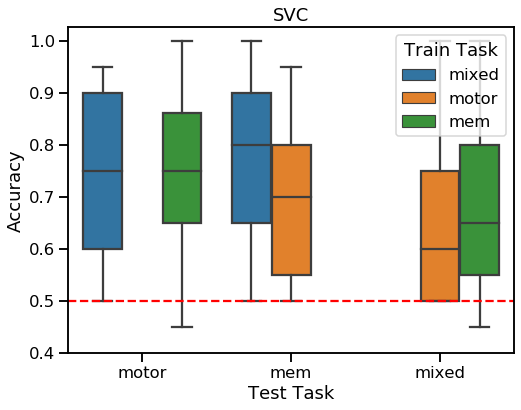 SVC
Accuracy
1.0
0.9
0.8
0.7
0.6
0.5
0.4
Train Task
mixed
motor
mem
motor mem mixed
Test Task